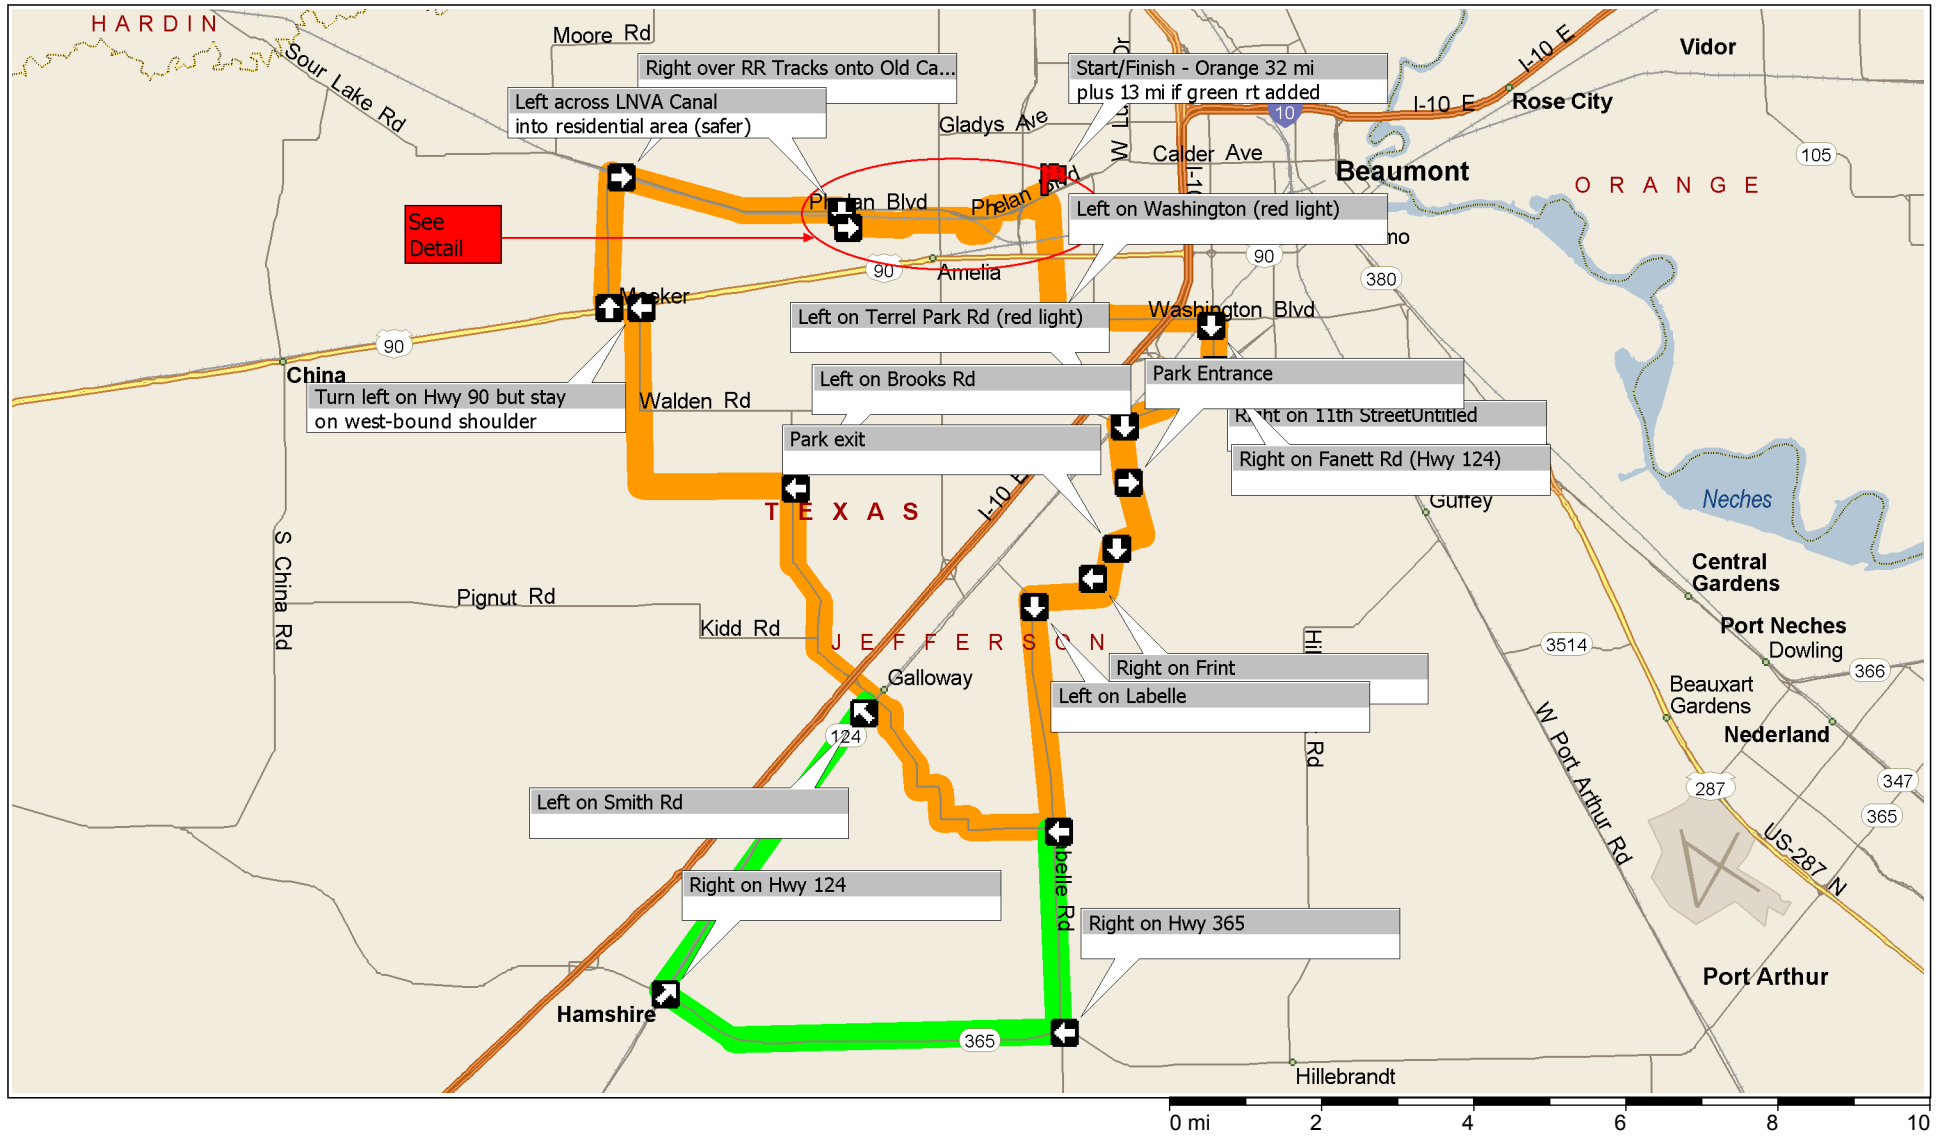 HARDIN
Moore Rd
Sour Lake Rd
Right over RR Tracks onto Old Ca...
Left across LNVA Canal
into residential area (safer)
Start/Finish - Orange 32 mi
plus 13 mi if green rt added
I-10 E
Vidor
I-10 E
Rose City
10
Gladys Ave
Calder Ave
Beaumont
105
ORANGE
Phelan Blvd
Phelan Blvd
Left on Washington (red light)
See
Detail
90
Amelia
90
380
Meeker
Washington Blvd
Left on Terrel Park Rd (red light)
90
China
Turn left on Hwy 90 but stay
on west-bound shoulder
Walden Rd
Left on Brooks Rd
Park Entrance
Right on 11th StreetUntitled
Park exit
Right on Fanett Rd (Hwy 124)
I-10 E
I-10
TEXAS
Guffey
Neches
S China Rd
Central
Gardens
Pignut Rd
Kidd Rd
JEFFERSON
Port Neches
Dowling
3514
366
Galloway
Right on Frint
Left on Labelle
Beauxart
Gardens
Nederland
124
Rd
W Port Arthur Rd
287
347
365
US-287 N
Left on Smith Rd
Right on Hwy 124
Right on Hwy 365
Port Arthur
Hamshire
365
Hillebrandt
0 mi 2 4 6 8 10